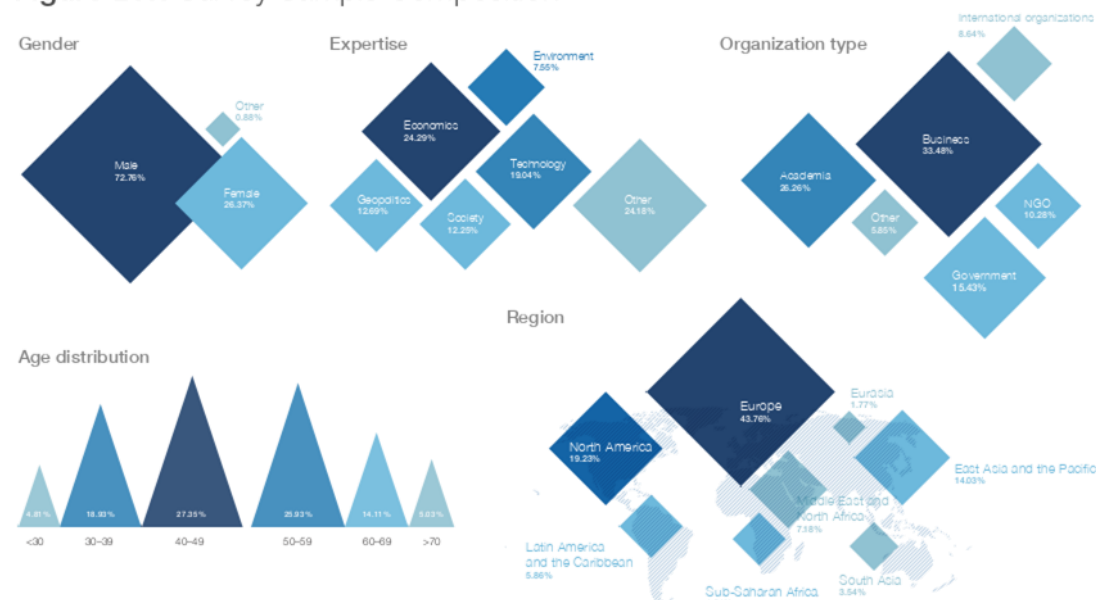 Gender
Male
72.76%
Other
0.88%
Female
26.37%
Expertise
Environment
7.55%
Economics
24.29%
Technology
19.04%
Geopolitics
12.69%
Society
12.25%
Other
24.18%
Organization type
International organizations
8.64%
Business
33.48%
Academia
26.26%
NGO
10.28%
Other
5.85%
Government
15.43%
Age distribution
4.81%
18.93%
27.35%
25.93%
14.11%
5.03%
<30
30–39
40–49
50–59
60–69
>70
Region
Europe
43.76%
Eurasia
1.77%
North America
19.23%
East Asia and the Pacific
14.03%
Middle East and
North Africa
7.18%
Latin America
and the Caribbean
5.86%
South Asia
3.54%
Sub-Saharan Africa